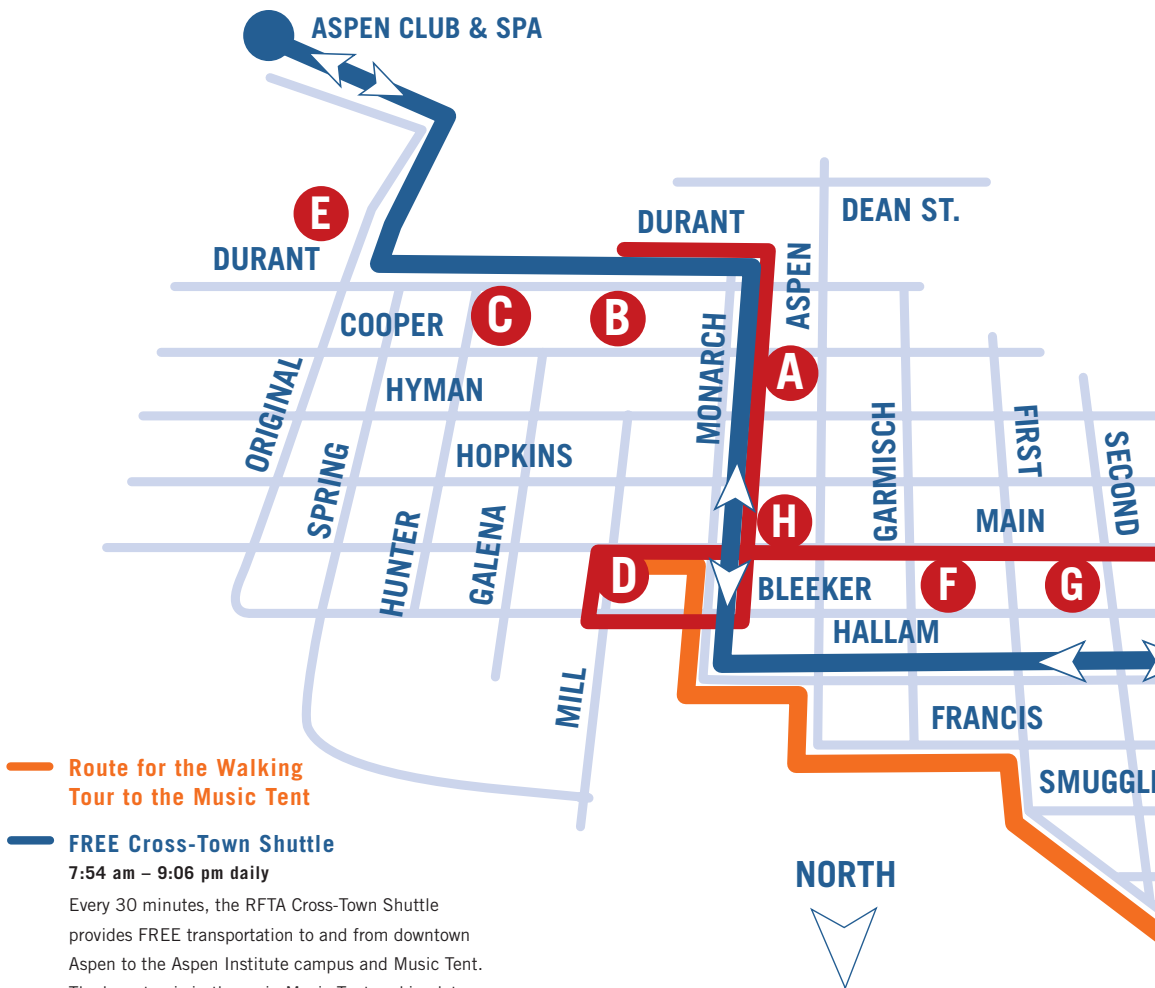 ASPEN CLUB & SPA
DEAN ST.
DURANT
E
DURANT
ASPEN
C
B
COOPER
MONARCH
A
HYMAN
ORIGINAL
HOPKINS
GARMISCH
FIRST
SECOND
SPRING
HUNTER
GALENA
H
MAIN
D
BLEEKER
F
G
HALLAM
MILL
FRANCIS
Route for the Walking
Tour to the Music Tent
SMUGGL
FREE Cross-Town Shuttle
7:54 am – 9:06 pm daily
NORTH
Every 30 minutes, the RFTA Cross-Town Shuttle
provides FREE transportation to and from downtown
Aspen to the Aspen Institute campus and Music Tent.